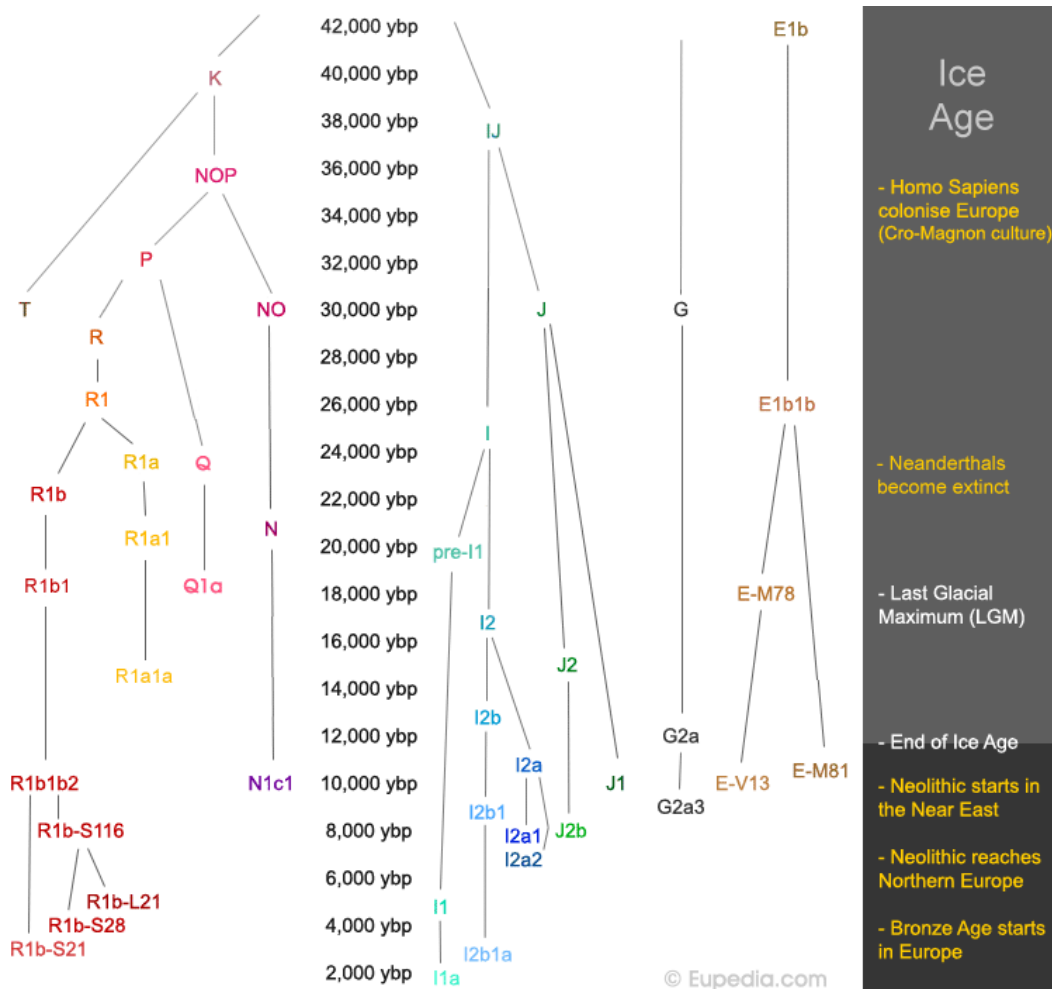 42,000 ybp
E1b
K
40,000 ybp
Ice
Age
38,000 ybp
IJ
NOP
36,000 ybp
- Homo Sapiens
colonise Europe
(Cro-Magnon culture)
34,000 ybp
P
32,000 ybp
T
NO
30,000 ybp
J
G
R
28,000 ybp
R1
26,000 ybp
E1b1b
I
24,000 ybp
R1a
Q
- Neanderthals
become extinct
R1b
22,000 ybp
R1a1
N
20,000 ybp
pre-I1
R1b1
Q1a
18,000 ybp
E-M78
- Last Glacial
Maximum (LGM)
I2
16,000 ybp
R1a1a
J2
14,000 ybp
I2b
12,000 ybp
G2a
- End of Ice Age
I2a
R1b1b2
N1c1
10,000 ybp
J1
E-V13
E-M81
- Neolithic starts in
the Near East
I2b1
G2a3
R1b-S116
8,000 ybp
I2a1
J2b
I2a2
- Neolithic reaches
Northern Europe
6,000 ybp
R1b-L21
I1
R1b-S28
4,000 ybp
- Bronze Age starts
in Europe
R1b-S21
I2b1a
2,000 ybp
I1a
© Eupedia.com